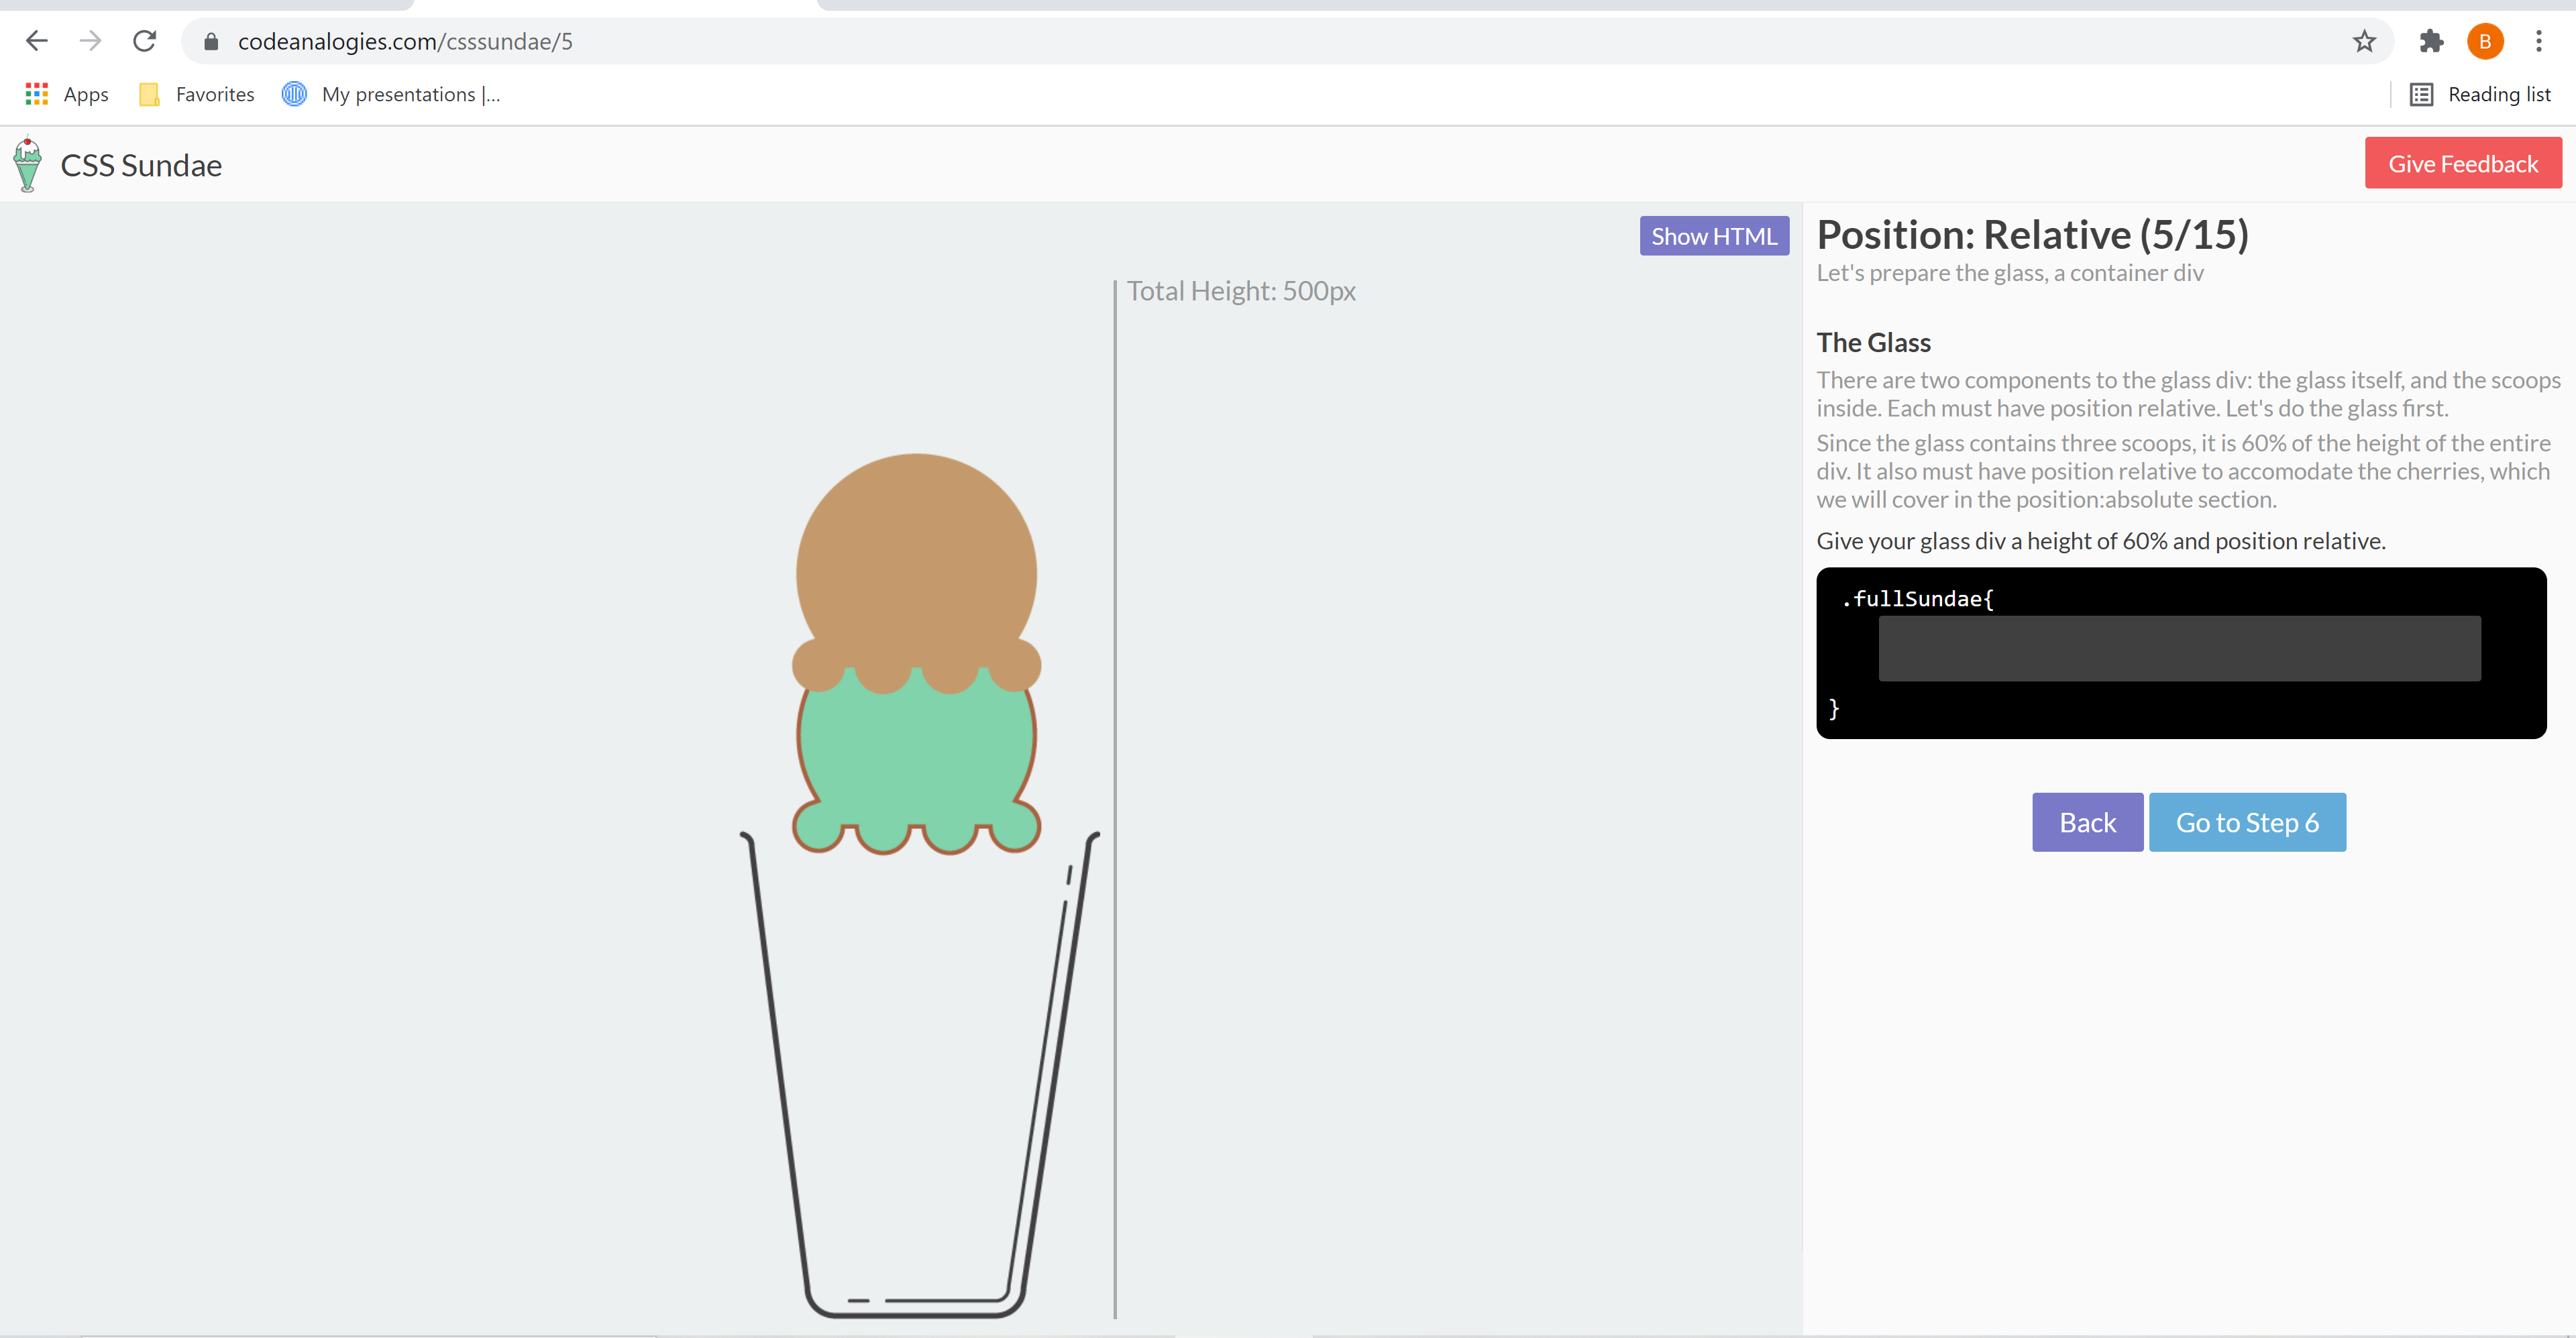 codeanalogies.com/csssundae/5
B
Apps
Favorites
My presentations |...
Reading list
CSS Sundae
Give Feedback
Show HTML
Total Height: 500px
Position: Relative (5/15)
Let's prepare the glass, a container div
The Glass
There are two components to the glass div: the glass itself, and the scoops
inside. Each must have position relative. Let's do the glass first.
Since the glass contains three scoops, it is 60% of the height of the entire
div. It also must have position relative to accomodate the cherries, which
we will cover in the position:absolute section.
Give your glass div a height of 60% and position relative.
.fullSundae{
}
Back
Go to Step 6